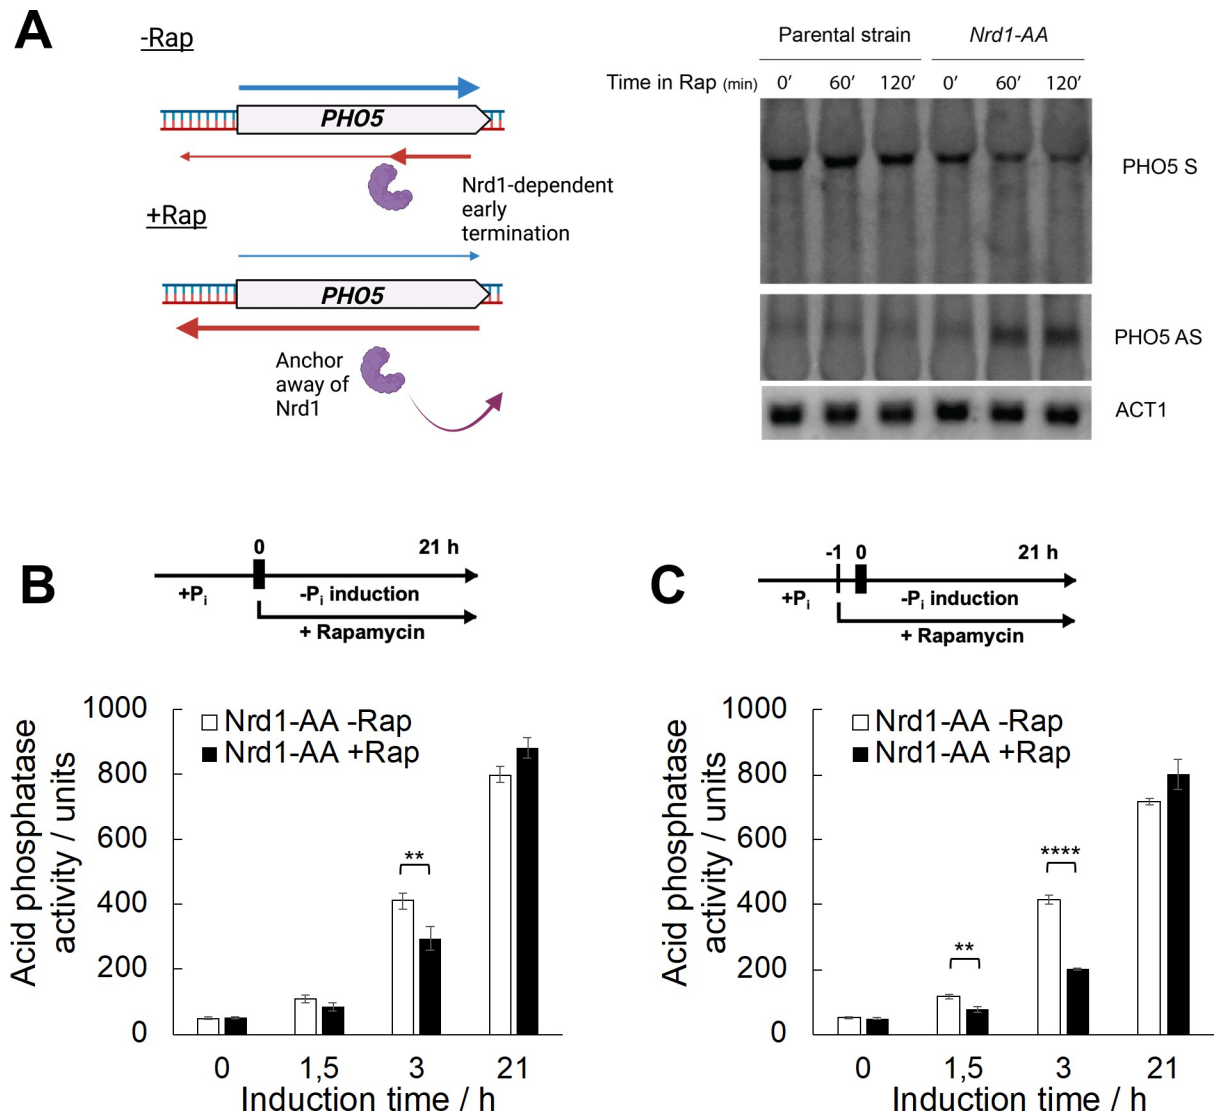 A
-Rap
PHO5
Nrd1-dependent
early
termination
+Rap
PHO5
Anchor
away of
Nrd1
Parental strain Nrd1-AA
Time in Rap (min) 0’ 60’ 120’ 0’ 60’ 120’
PHO5 S
PHO5 AS
ACT1
B
0 21 h
+Pi -Pi induction
+ Rapamycin
Acid phosphatase
activity / units
1000
800
600
400
200
0
Nrd1-AA -Rap
Nrd1-AA +Rap
**
0 1,5 3 21
Induction time / h
C
-1 0 21 h
+Pi -Pi induction
+ Rapamycin
Acid phosphatase
activity / units
1000
800
600
400
200
0
Nrd1-AA -Rap
Nrd1-AA +Rap
**
****
0 1,5 3 21
Induction time / h